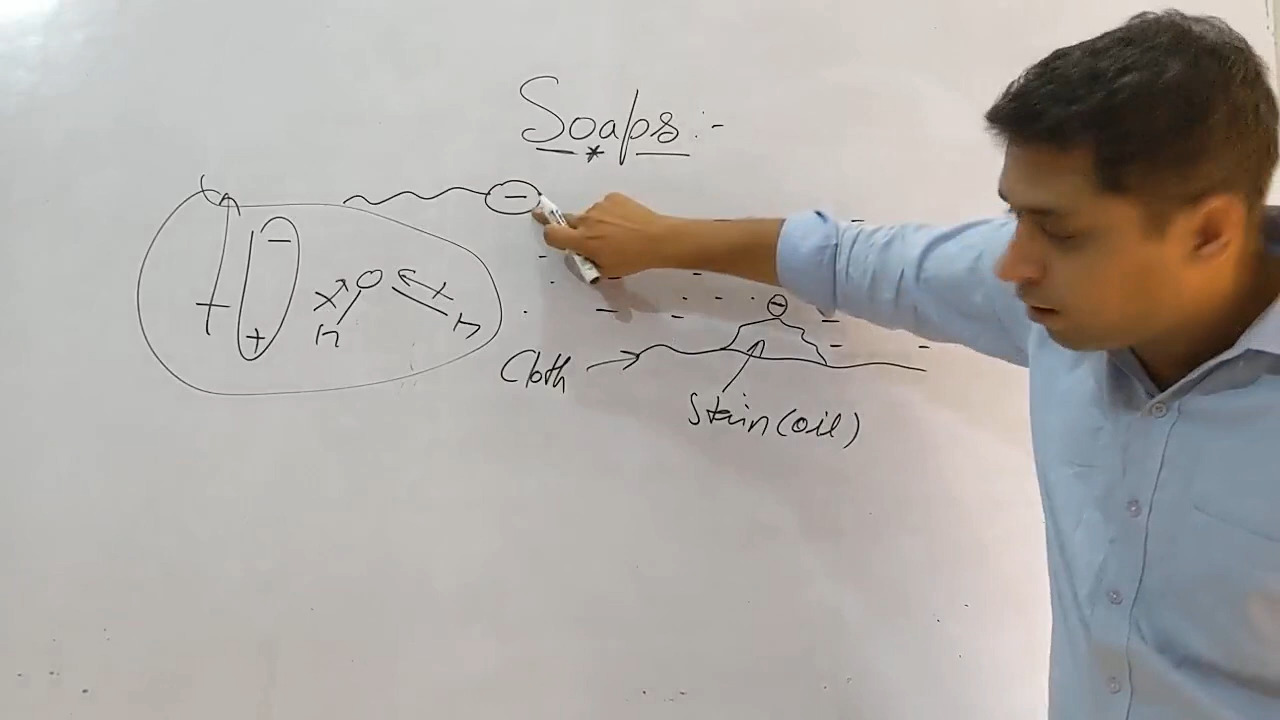 Soaps :-
O
H H
Cloth
Stain (oil)